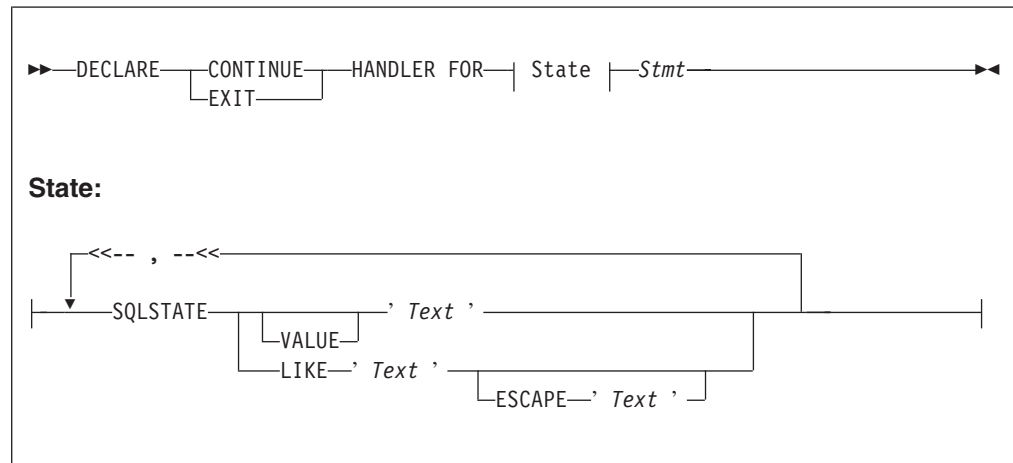 DECLARE CONTINUE HANDLER FOR State Stmt
EXIT
State:
<<-- , --<<
SQLSTATE ' Text '
VALUE
LIKE ' Text '
ESCAPE ' Text '